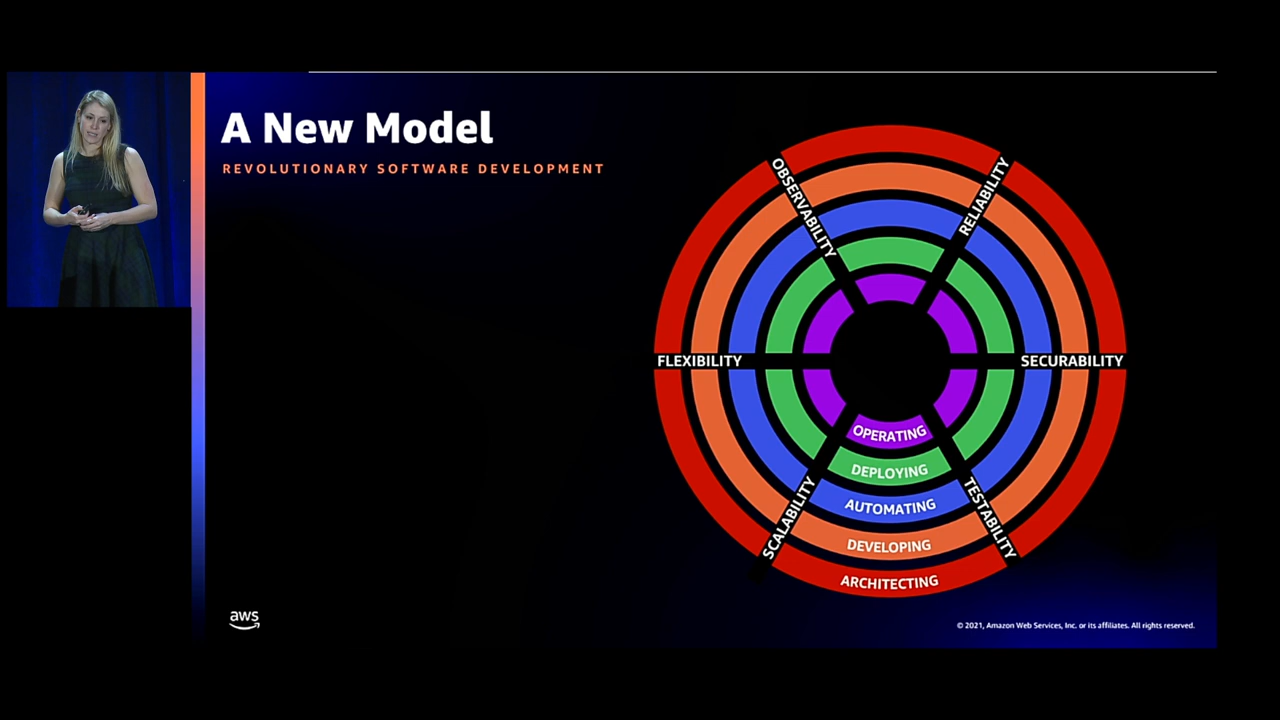 A New Model
REVOLUTIONARY SOFTWARE DEVELOPMENT
OBSERVABILITY
RELIABILITY
FLEXIBILITY
SECURABILITY
OPERATING
DEPLOYING
AUTOMATING
DEVELOPING
ARCHITECTING
SCALABILITY
TESTABILITY
aws
© 2021, Amazon Web Services, Inc. or its affiliates. All rights reserved.